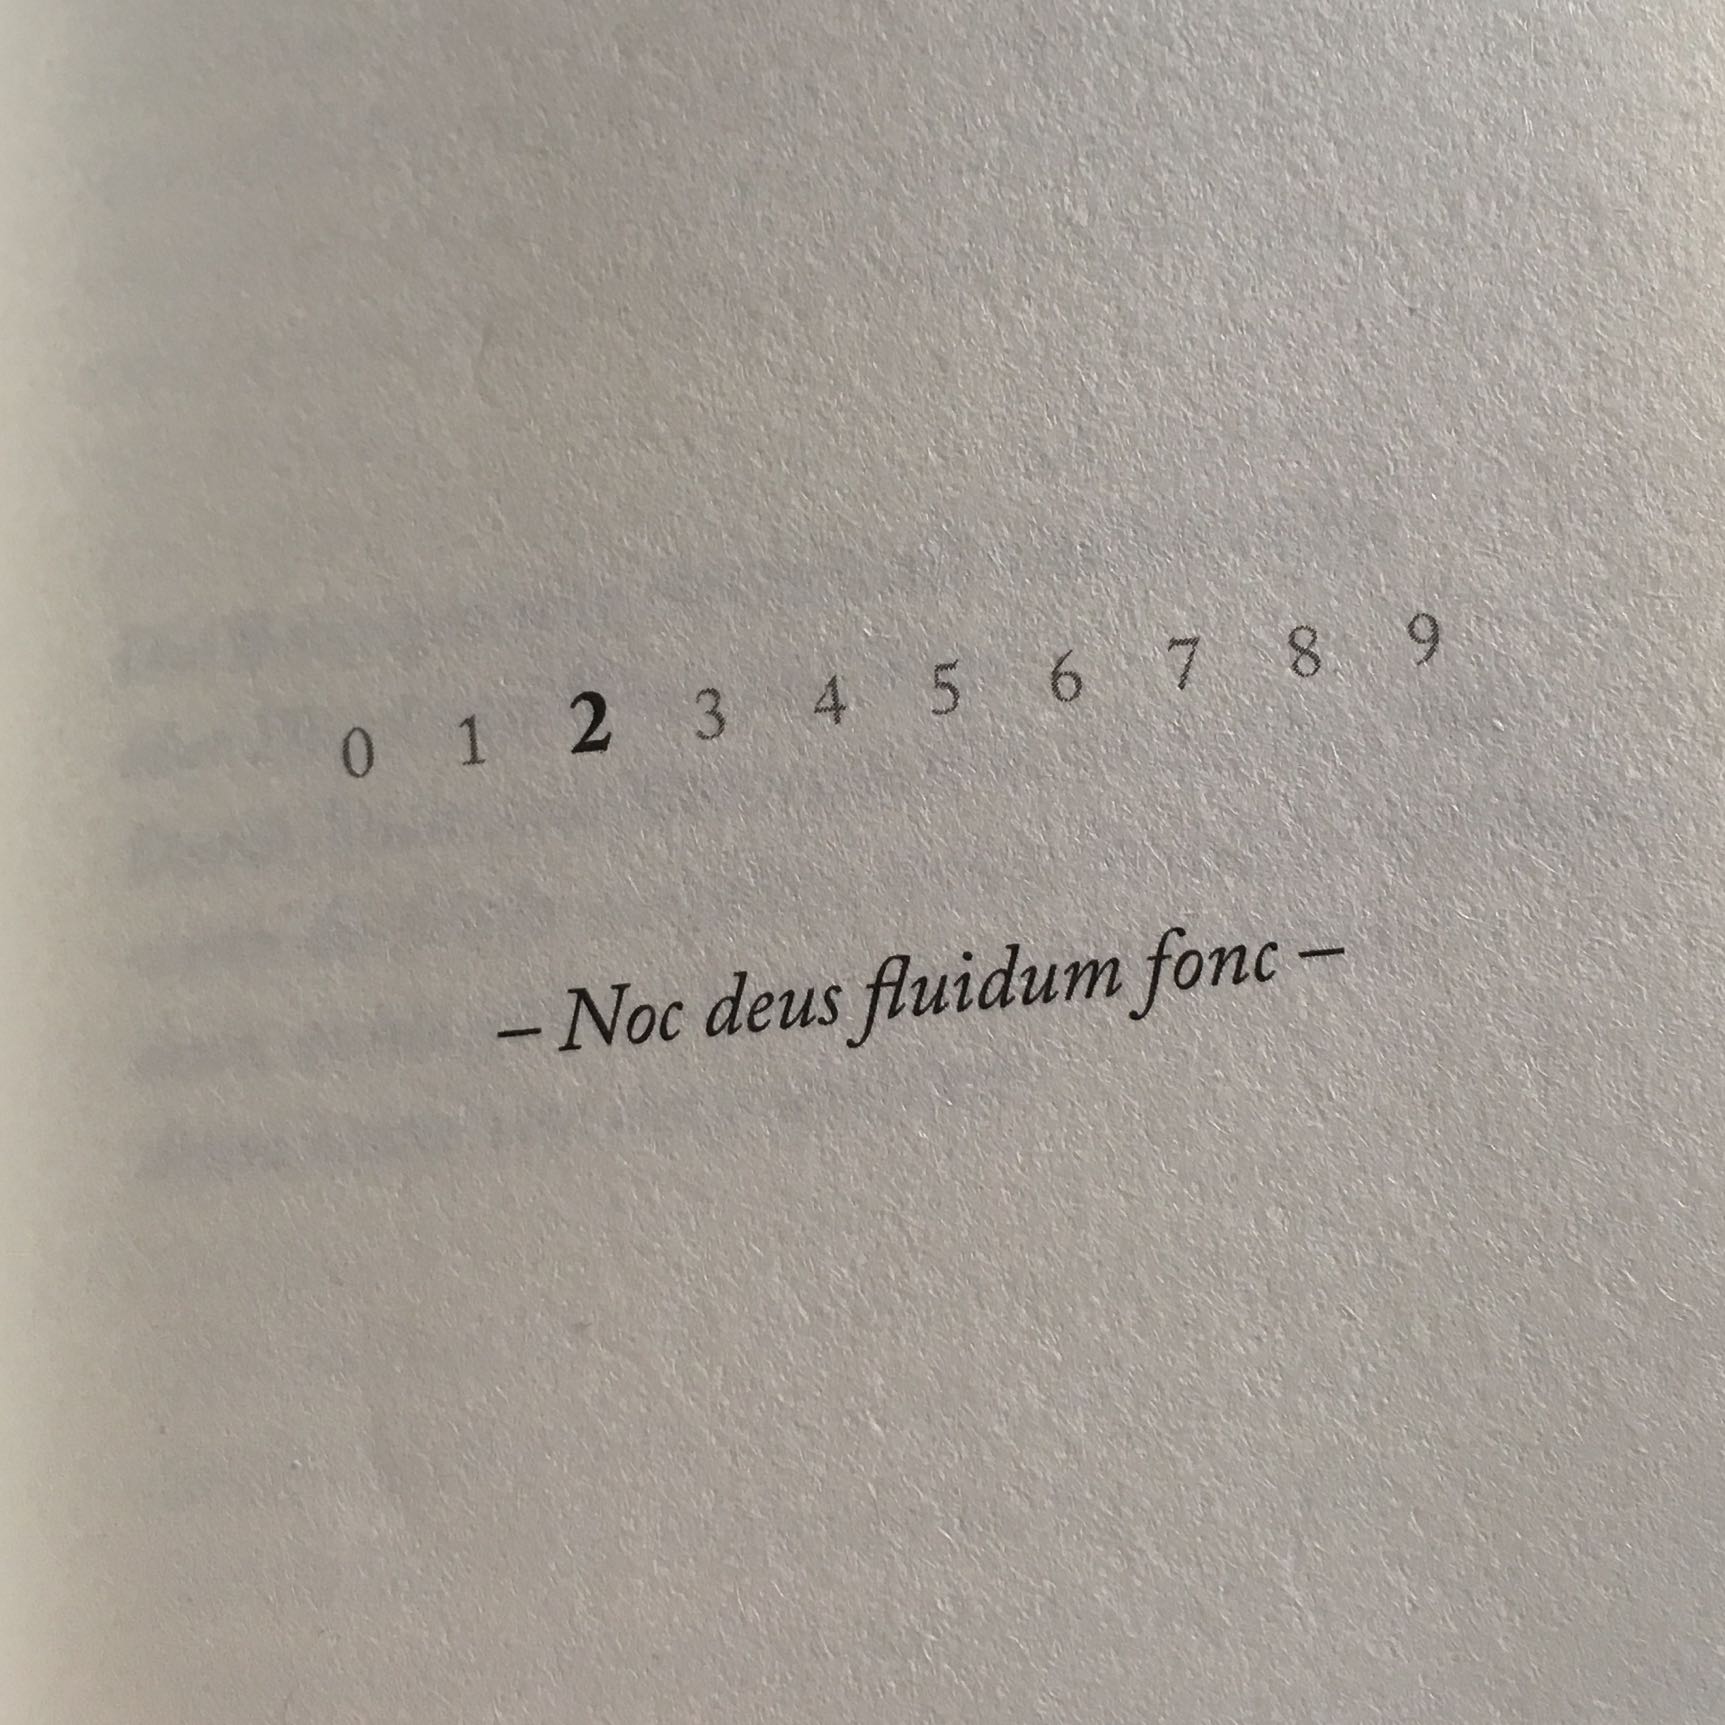 0 1 2 3 4 5 6 7 8 9
– Noc deus fluidum fonc –